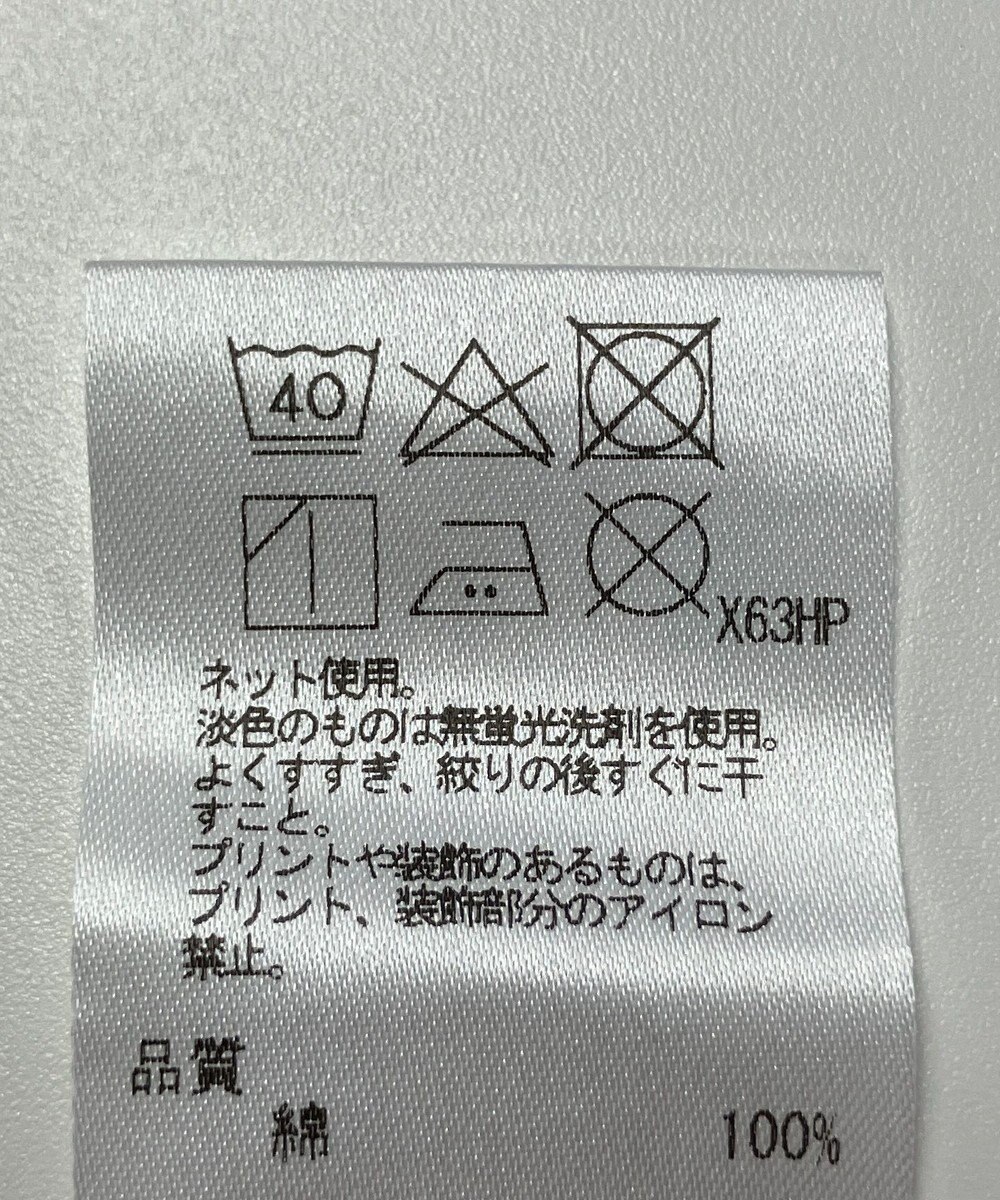 40
X63HP
ネット使用。
淡色のものは無蛍光洗剤を使用。
よくすすぎ、絞りの後すぐに干
すこと。
プリントや装飾のあるものは、
プリント、装飾部分のアイロン
禁止。
品質
綿 100%